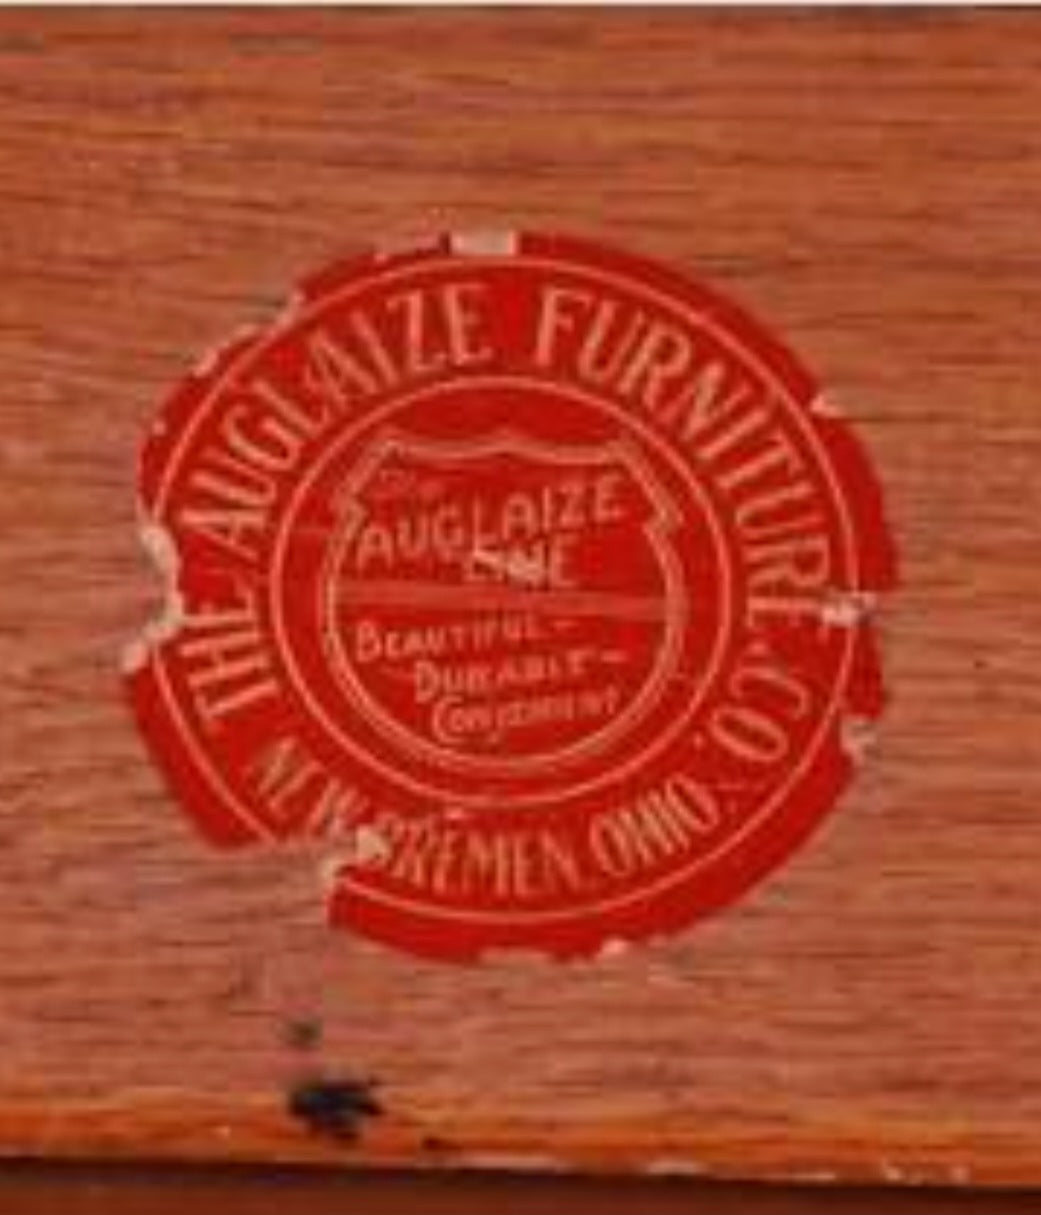 THE AUGLAIZE FURNITURE CO.
AUGLAIZE
LINE
BEAUTIFUL-
DURABLE-
CONVENIENT
NEW BREMEN, OHIO.